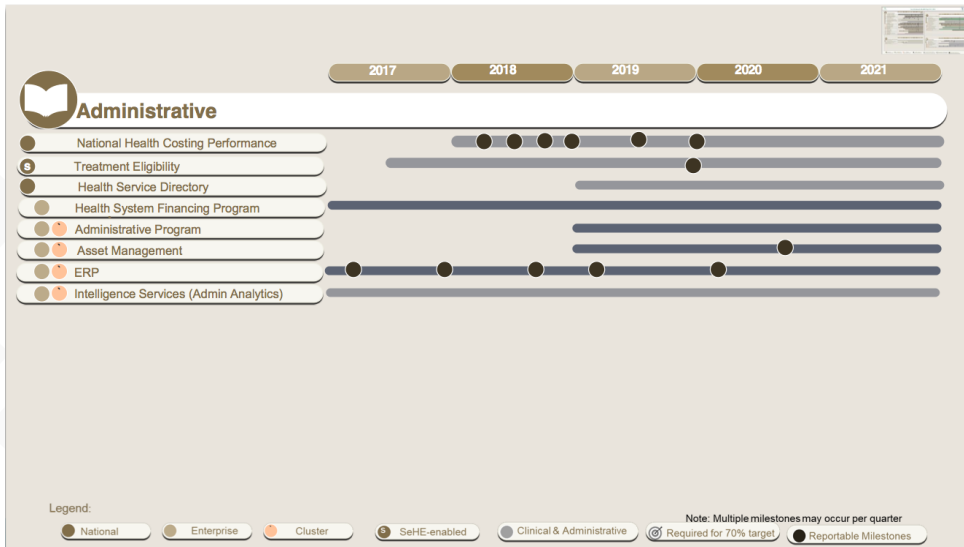 2017 2018 2019 2020 2021
Administrative
National Health Costing Performance
S Treatment Eligibility
Health Service Directory
Health System Financing Program
Administrative Program
Asset Management
ERP
Intelligence Services (Admin Analytics)
Legend:
Note: Multiple milestones may occur per quarter
National Enterprise Cluster S SeHE-enabled Clinical & Administrative Required for 70% target Reportable Milestones